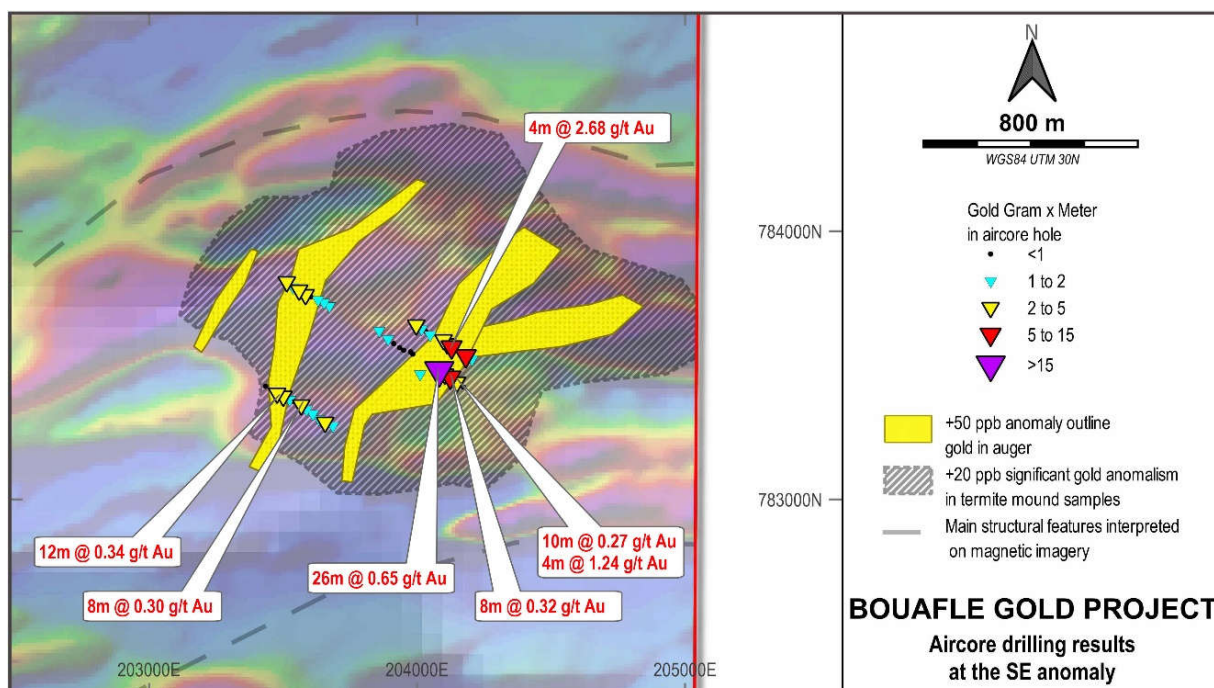 4m @ 2.68 g/t Au
12m @ 0.34 g/t Au
8m @ 0.30 g/t Au
26m @ 0.65 g/t Au
8m @ 0.32 g/t Au
10m @ 0.27 g/t Au
4m @ 1.24 g/t Au
203000E
204000E
205000E
784000N
783000N
N
800 m
WGS84 UTM 30N
Gold Gram x Meter
in aircore hole
<1
1 to 2
2 to 5
5 to 15
>15
+50 ppb anomaly outline
gold in auger
+20 ppb significant gold anomalism
in termite mound samples
Main structural features interpreted
on magnetic imagery
BOUAFLE GOLD PROJECT
Aircore drilling results
at the SE anomaly